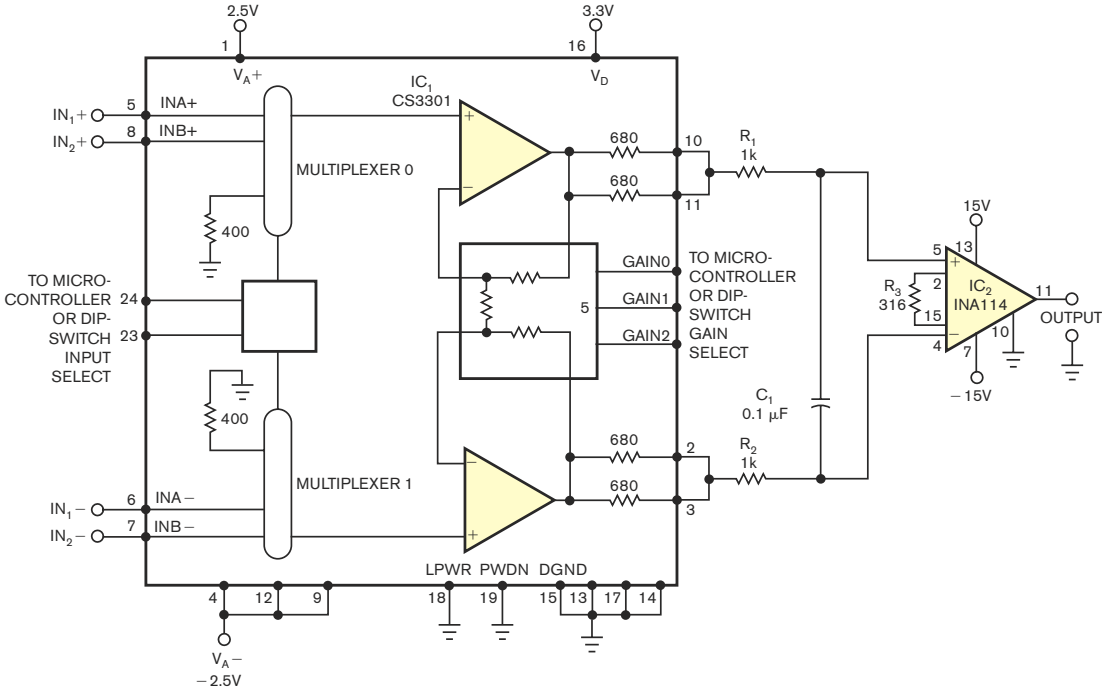 2.5V
3.3V
1
16
V_A+
V_D
IC₁
CS3301
IN₁+
5
INA+
IN₂+
8
INB+
MULTIPLEXER 0
400
680
10
680
11
R₁
1k
15V
TO MICRO-
CONTROLLER
OR DIP-
SWITCH
INPUT
SELECT
24
23
GAIN0
GAIN1
GAIN2
5
TO MICRO-
CONTROLLER
OR DIP-
SWITCH
GAIN
SELECT
5
13
+
2
R₃
316
IC₂
INA114
15
10
−
4
7
11
OUTPUT
−15V
C₁
0.1 µF
400
R₂
1k
680
2
680
3
+
−
−
+
MULTIPLEXER 1
IN₁−
6
INA−
IN₂−
7
INB−
LPWR PWDN DGND
4
12
9
18
19
15
13
17
14
V_A−
−2.5V